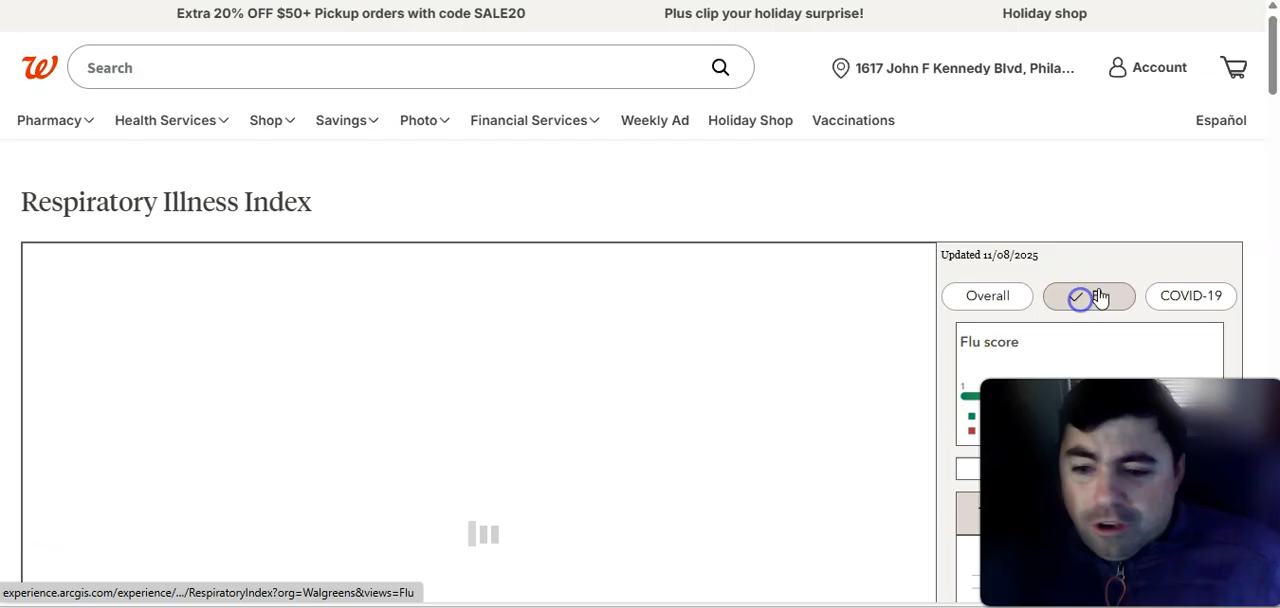 Extra 20% OFF $50+ Pickup orders with code SALE20 Plus clip your holiday surprise! Holiday shop
W Search 1617 John F Kennedy Blvd, Phila... Account
Pharmacy Health Services Shop Savings Photo Financial Services Weekly Ad Holiday Shop Vaccinations Español
Respiratory Illness Index
Updated 11/08/2025
Overall COVID-19
Flu score
1
experience.arcgis.com/experience/.../RespiratoryIndex?org=Walgreens&views=Flu